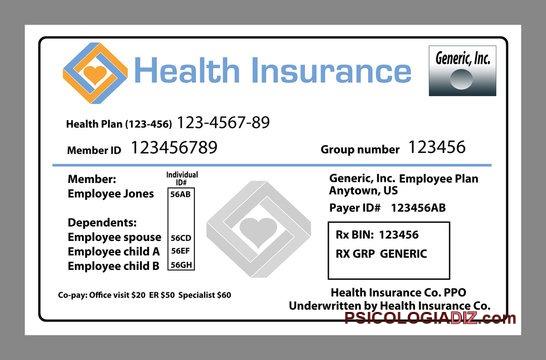 Health Insurance
Generic, Inc.
Health Plan (123-456) 123-4567-89
Member ID 123456789
Group number 123456
Member:
Individual
ID#
Employee Jones 56AB
Dependents:
Employee spouse 56CD
Employee child A 56EF
Employee child B 56GH
Generic, Inc. Employee Plan
Anytown, US
Payer ID# 123456AB
Rx BIN: 123456
RX GRP GENERIC
Co-pay: Office visit $20 ER $50 Specialist $60
Health Insurance Co. PPO
Underwritten by Health Insurance Co.
PSICOLOGIADIZ.com